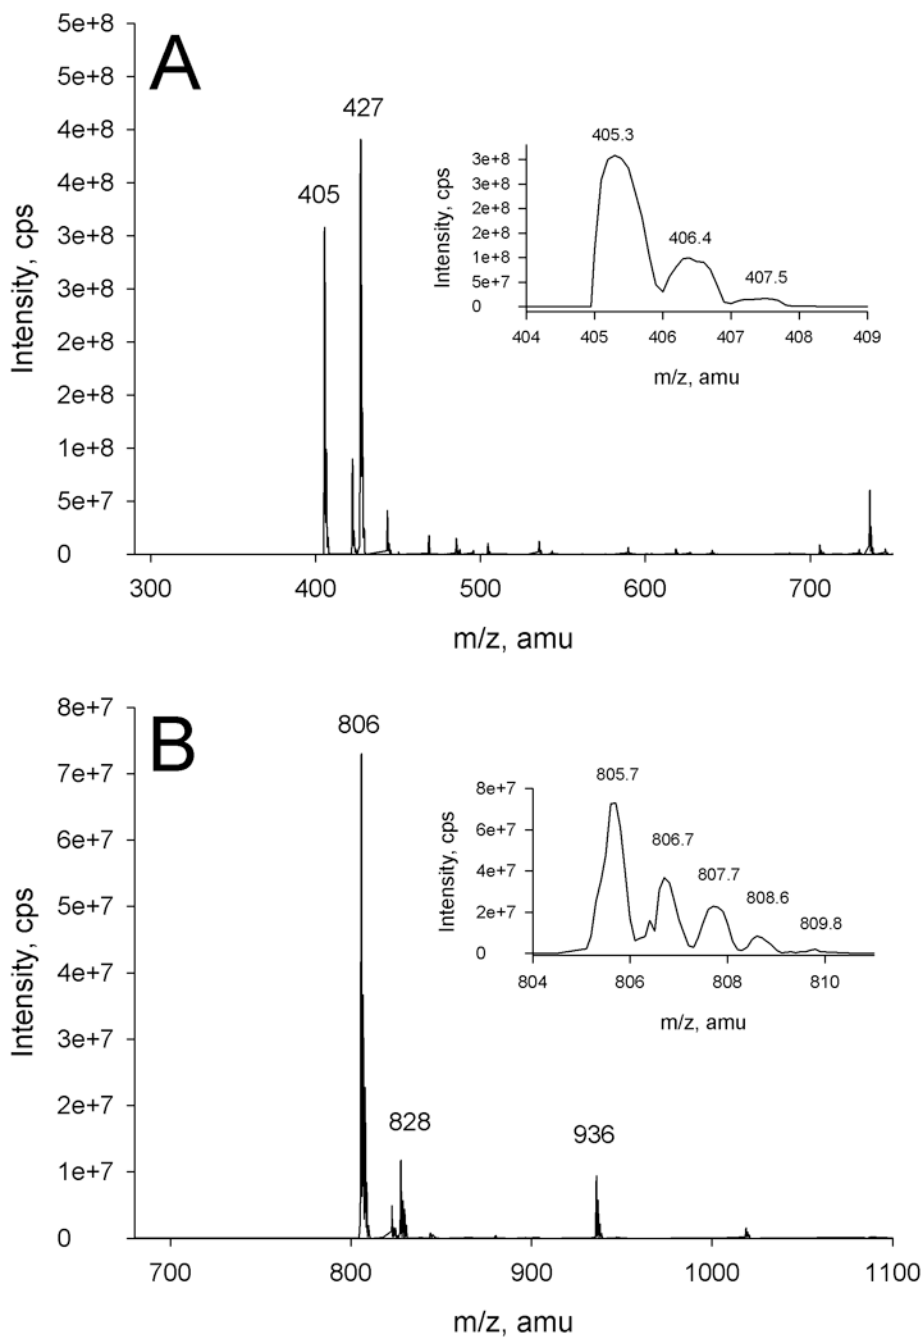 A
Intensity, cps
5e+8
5e+8
4e+8
4e+8
3e+8
3e+8
2e+8
2e+8
1e+8
5e+7
0
427
405
300
400
500
600
700
m/z, amu
Intensity, cps
3e+8
3e+8
2e+8
2e+8
1e+8
5e+7
0
405.3
406.4
407.5
404
405
406
407
408
409
m/z, amu
B
Intensity, cps
8e+7
7e+7
6e+7
5e+7
4e+7
3e+7
2e+7
1e+7
0
806
828
936
700
800
900
1000
1100
m/z, amu
Intensity, cps
8e+7
6e+7
4e+7
2e+7
0
805.7
806.7
807.7
808.6
809.8
804
806
808
810
m/z, amu